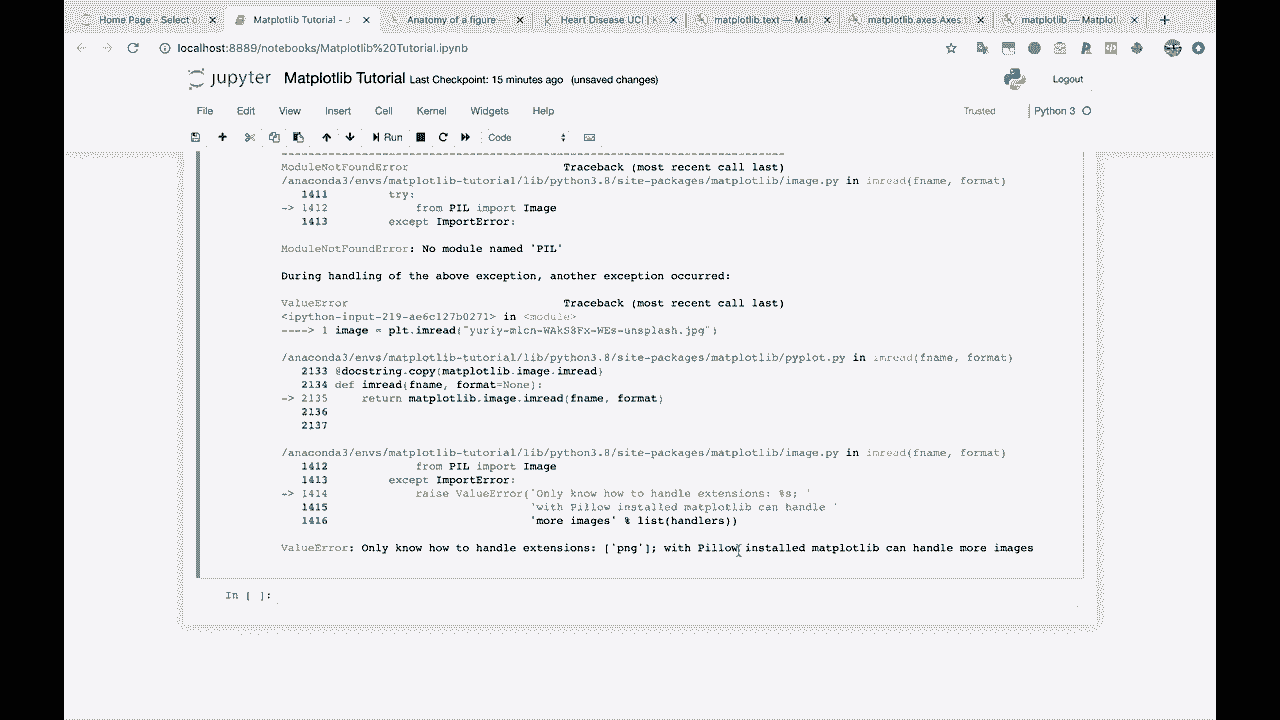 Home Page - Select o
Matplotlib Tutorial - J
Anatomy of a figure
Heart Disease UCI | K
matplotlib.text — Mat
matplotlib.axes.Axes.
matplotlib — Matplotl
localhost:8889/notebooks/Matplotlib%20Tutorial.ipynb
jupyter Matplotlib Tutorial Last Checkpoint: 15 minutes ago (unsaved changes)
Logout
File Edit View Insert Cell Kernel Widgets Help
Trusted
Python 3
Run
Code
ModuleNotFoundError Traceback (most recent call last)
/anaconda3/envs/matplotlib-tutorial/lib/python3.8/site-packages/matplotlib/image.py in imread(fname, format)
1411 try:
-> 1412 from PIL import Image
1413 except ImportError:
ModuleNotFoundError: No module named 'PIL'
During handling of the above exception, another exception occurred:
ValueError Traceback (most recent call last)
<ipython-input-219-ae6c127b0271> in <module>
----> 1 image = plt.imread("yuriy-mlcn-WAkS8Fx-WEs-unsplash.jpg")
/anaconda3/envs/matplotlib-tutorial/lib/python3.8/site-packages/matplotlib/pyplot.py in imread(fname, format)
2133 @docstring.copy(matplotlib.image.imread)
2134 def imread(fname, format=None):
-> 2135 return matplotlib.image.imread(fname, format)
2136
2137
/anaconda3/envs/matplotlib-tutorial/lib/python3.8/site-packages/matplotlib/image.py in imread(fname, format)
1412 from PIL import Image
1413 except ImportError:
-> 1414 raise ValueError('Only know how to handle extensions: %s; '
1415 'with Pillow installed matplotlib can handle '
1416 'more images' % list(handlers))
ValueError: Only know how to handle extensions: ['png']; with Pillow installed matplotlib can handle more images
In [ ]: